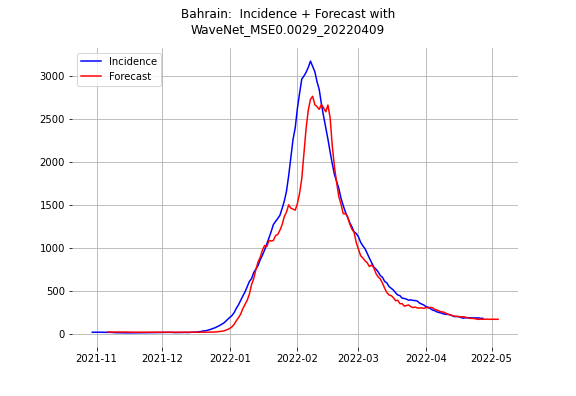 Bahrain:  Incidence + Forecast with
WaveNet_MSE0.0029_20220409
Incidence
Forecast
3000
2500
2000
1500
1000
500
0
2021-11 2021-12 2022-01 2022-02 2022-03 2022-04 2022-05